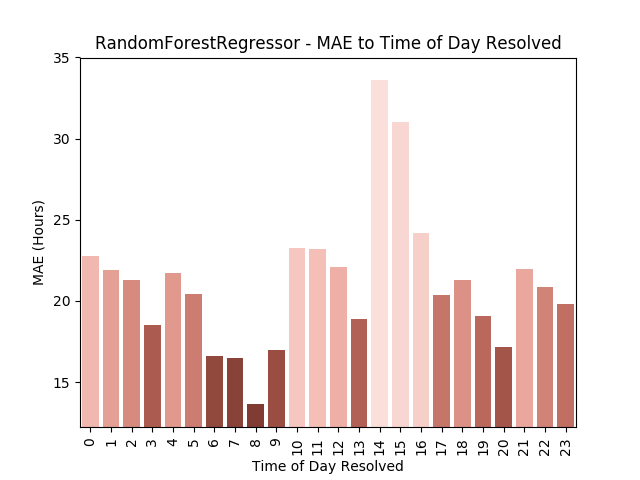 RandomForestRegressor - MAE to Time of Day Resolved
35
30
25
20
15
MAE (Hours)
0 1 2 3 4 5 6 7 8 9 10 11 12 13 14 15 16 17 18 19 20 21 22 23
Time of Day Resolved